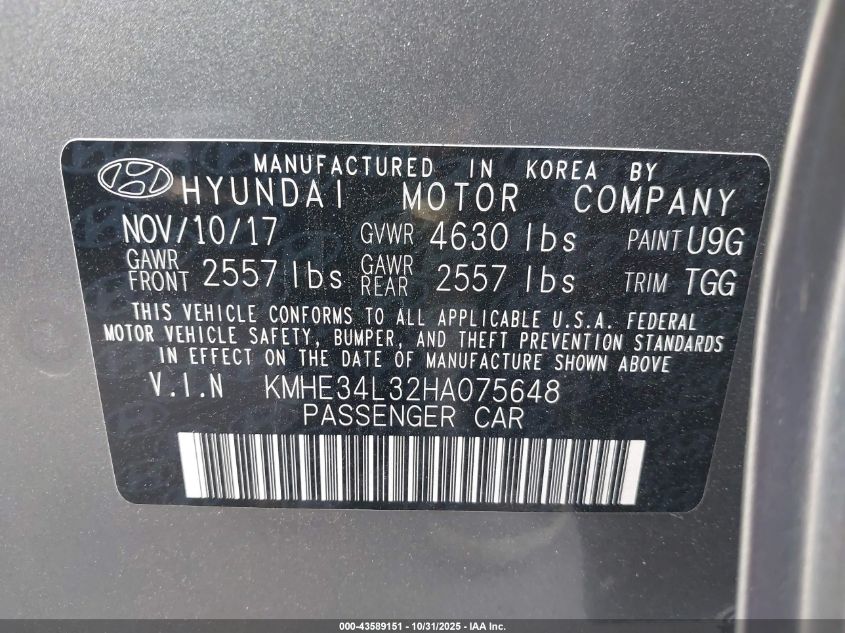 MANUFACTURED IN KOREA BY
HYUNDAI MOTOR COMPANY
NOV/10/17 GVWR 4630 lbs PAINT U9G
GAWR FRONT 2557 lbs GAWR REAR 2557 lbs TRIM TGG
THIS VEHICLE CONFORMS TO ALL APPLICABLE U.S.A. FEDERAL
MOTOR VEHICLE SAFETY, BUMPER, AND THEFT PREVENTION STANDARDS
IN EFFECT ON THE DATE OF MANUFACTURE SHOWN ABOVE
V.I.N KMHE34L32HA075648
PASSENGER CAR
000-43589151 - 10/31/2025 - IAA Inc.